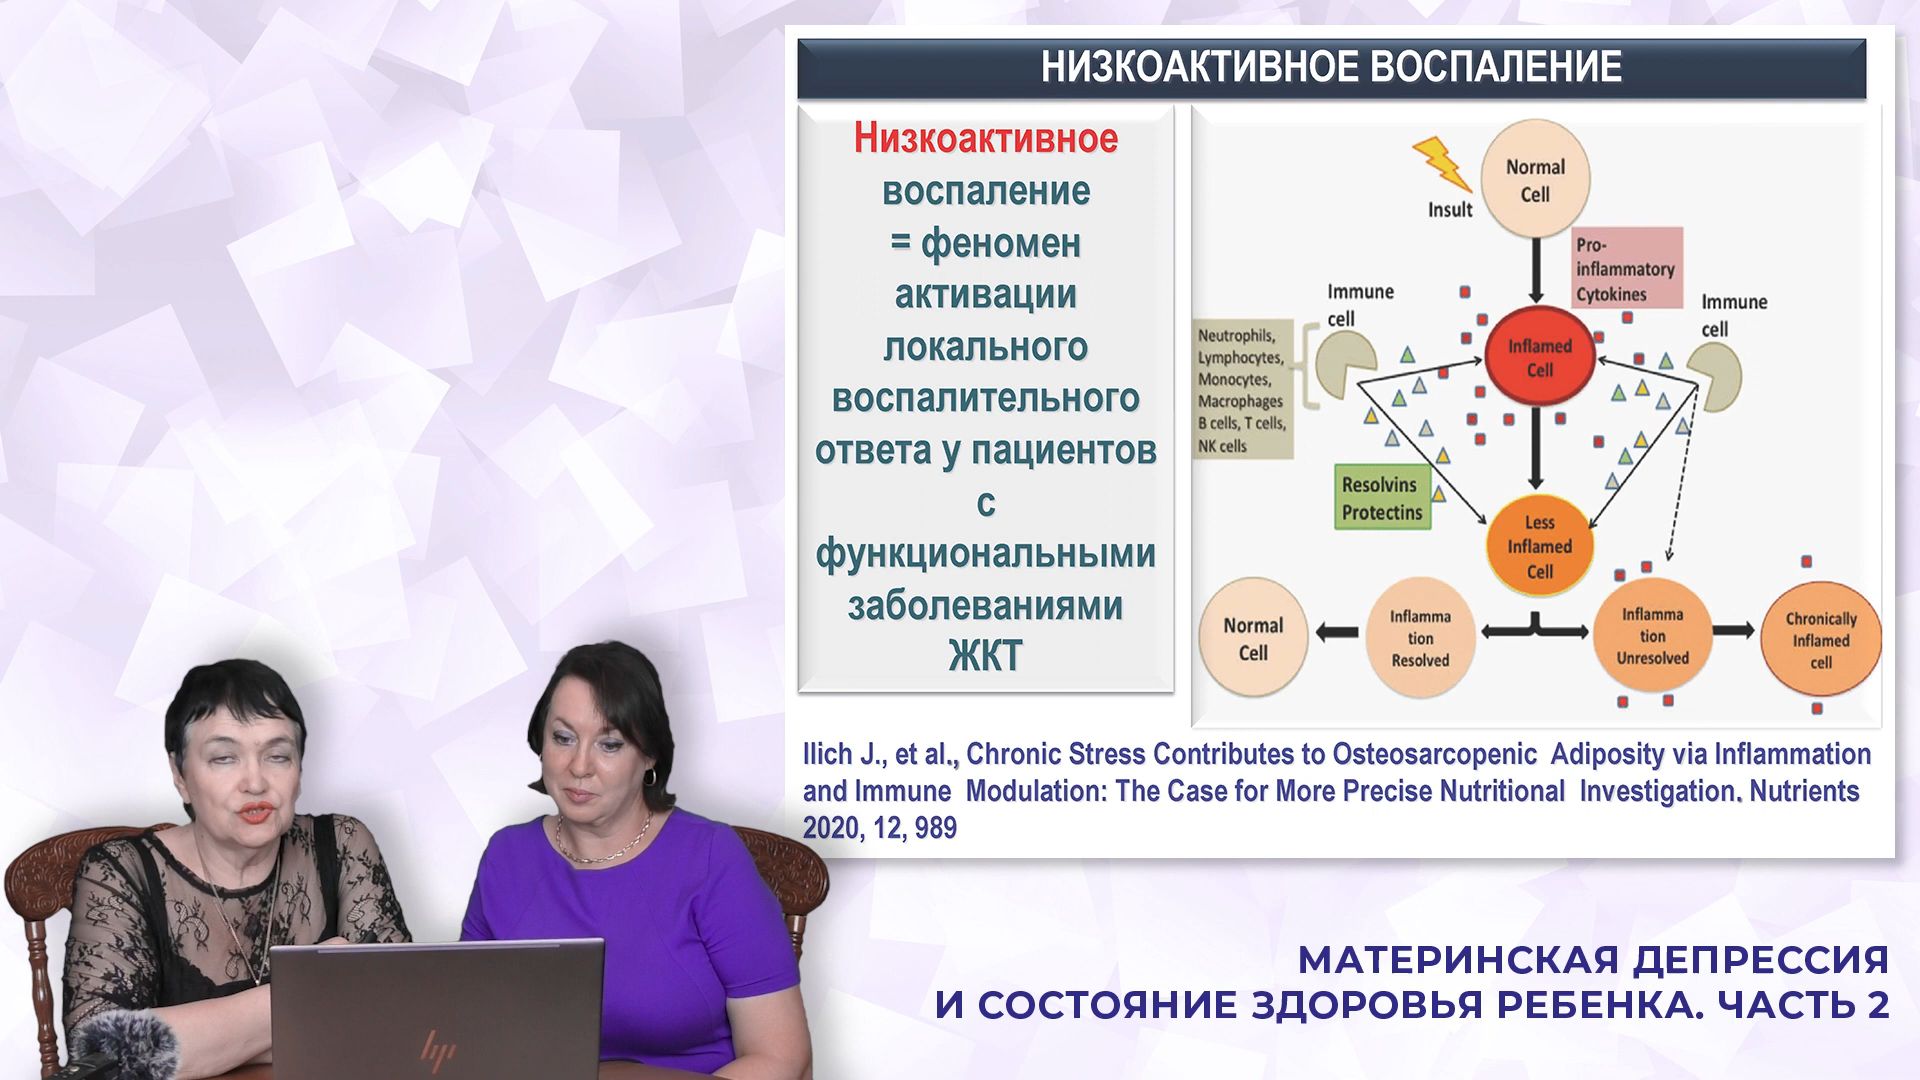 НИЗКОАКТИВНОЕ ВОСПАЛЕНИЕ
Низкоактивное
воспаление
= феномен
активации
локального
воспалительного
ответа у пациентов
с
функциональными
заболеваниями
ЖКТ
Normal
Cell
Insult
Pro-
inflammatory
Cytokines
Immune
cell
Immune
cell
Neutrophils,
Lymphocytes,
Monocytes,
Macrophages
B cells, T cells,
NK cells
Inflamed
Cell
Resolvins
Protectins
Less
Inflamed
Cell
Normal
Cell
Inflamma
tion
Resolved
Inflamma
tion
Unresolved
Chronically
Inflamed
cell
Ilich J., et al., Chronic Stress Contributes to Osteosarcopenic Adiposity via Inflammation
and Immune Modulation: The Case for More Precise Nutritional Investigation. Nutrients
2020, 12, 989
hp
МАТЕРИНСКАЯ ДЕПРЕССИЯ
И СОСТОЯНИЕ ЗДОРОВЬЯ РЕБЕНКА. ЧАСТЬ 2